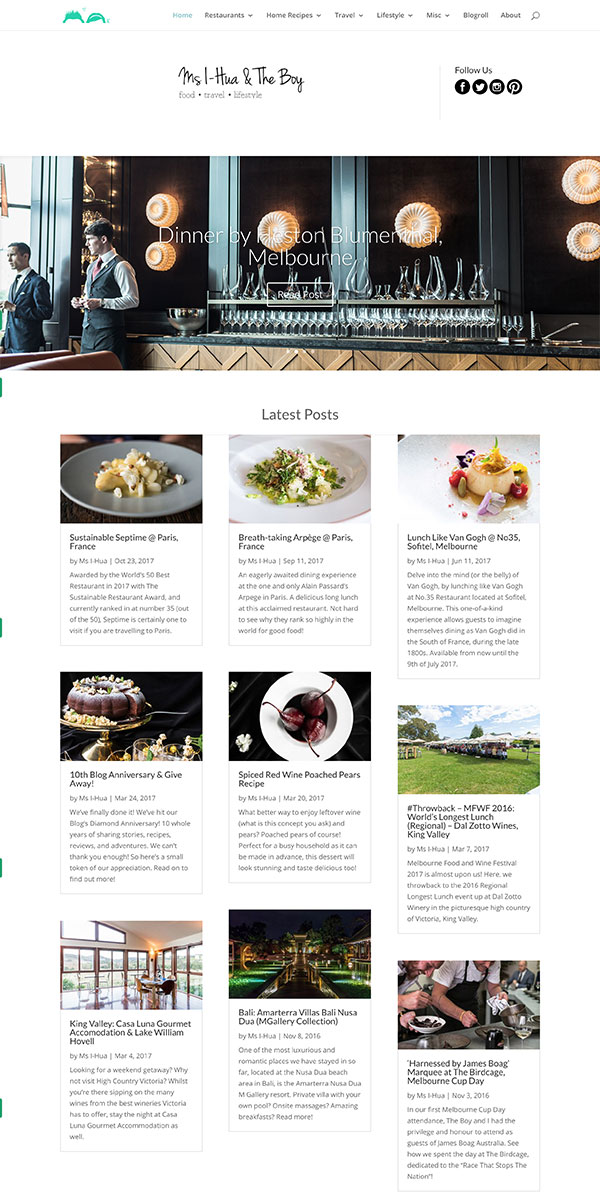 Home Restaurants Home Recipes Travel Lifestyle Misc Blogroll About
Ms I-Hua & The Boy
food • travel • lifestyle
Follow Us
Dinner by Heston Blumenthal,
Melbourne
Read Post
Latest Posts
Sustainable Septime @ Paris,
France
by Ms I-Hua | Oct 23, 2017
Awarded by the World's 50 Best
Restaurant in 2017 with The
Sustainable Restaurant Award, and
currently ranked in at number 35 (out
of the 50), Septime is certainly one to
visit if you are travelling to Paris.
Breath-taking Arpège @ Paris,
France
by Ms I-Hua | Sep 11, 2017
An eagerly awaited dining experience
at the one and only Alain Passard's
Arpege in Paris. A delicious long lunch
at this acclaimed restaurant. Not hard
to see why they rank so highly in the
world for good food!
Lunch Like Van Gogh @ No35,
Sofitel, Melbourne
by Ms I-Hua | Jun 11, 2017
Delve into the mind (or the belly) of
Van Gogh, by lunching like Van Gogh
at No.35 Restaurant located at Sofitel,
Melbourne. This one-of-a-kind
experience allows guests to imagine
themselves dining as Van Gogh did in
the South of France, during the late
1800s. Available from now until the
9th of July 2017.
10th Blog Anniversary & Give
Away!
by Ms I-Hua | Mar 24, 2017
We've finally done it! We've hit our
Blog's Diamond Anniversary! 10 whole
years of sharing stories, recipes,
reviews, and adventures. We can't
thank you enough! So here's a small
token of our appreciation. Read on to
find out more!
Spiced Red Wine Poached Pears
Recipe
by Ms I-Hua | Mar 20, 2017
What better way to enjoy leftover wine
(what is this concept you ask) and
pears? Poached pears of course!
Perfect for a busy household as it can
be made in advance, this dessert will
look stunning and taste delicious too!
#Throwback – MFWF 2016:
World's Longest Lunch
(Regional) – Dal Zotto Wines,
King Valley
by Ms I-Hua | Mar 7, 2017
Melbourne Food and Wine Festival
2017 is almost upon us! Here, we
throwback to the 2016 Regional
Longest Lunch event up at Dal Zotto
Winery in the picturesque high country
of Victoria, King Valley.
King Valley: Casa Luna Gourmet
Accomodation & Lake William
Hovell
by Ms I-Hua | Mar 4, 2017
Looking for a weekend getaway? Why
not visit High Country Victoria? Whilst
you're there sipping on the many
wines from the best wineries Victoria
has to offer, stay the night at Casa
Luna Gourmet Accommodation as
well.
Bali: Amarterra Villas Bali Nusa
Dua (MGallery Collection)
by Ms I-Hua | Nov 8, 2016
One of the most luxurious and
romantic places we have stayed in so
far, located at the Nusa Dua beach
area in Bali, is the Amarterra Nusa Dua
M Gallery resort. Private villa with your
own pool? Onsite massages? Amazing
breakfasts? Read more!
'Harnessed by James Boag'
Marquee at The Birdcage,
Melbourne Cup Day
by Ms I-Hua | Nov 3, 2016
In our first Melbourne Cup Day
attendance, The Boy and I had the
privilege and honour to attend as
guests of James Boag Australia. See
how we spent the day at The Birdcage,
dedicated to the "Race That Stops The
Nation"!